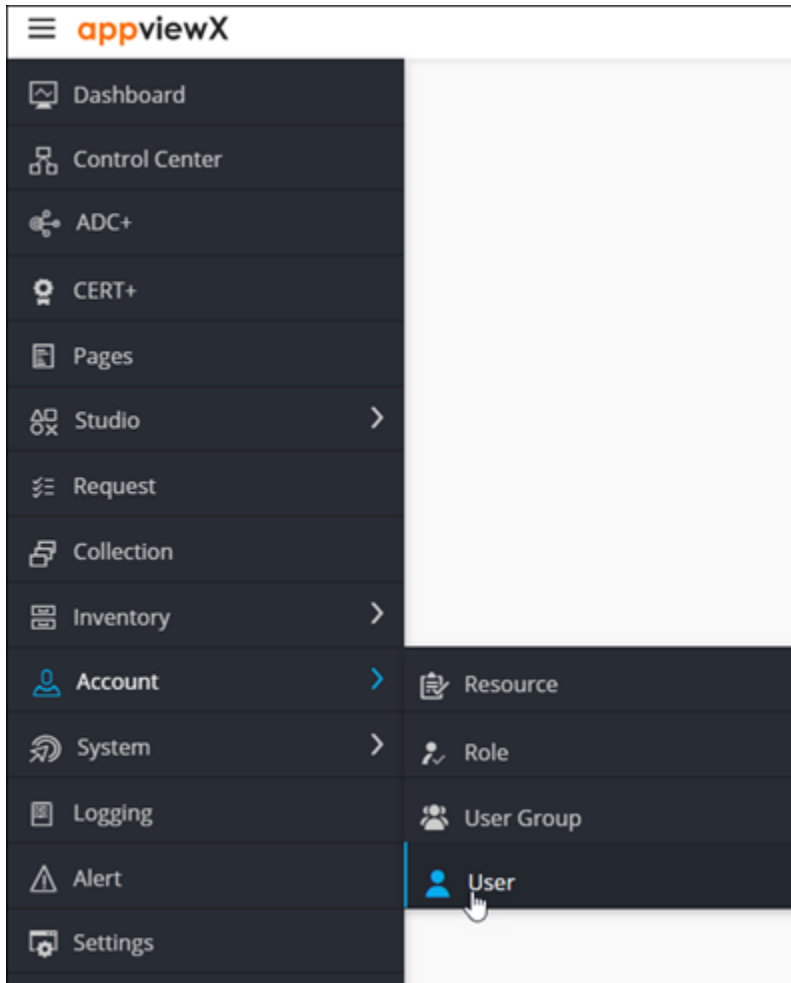 appviewX
Dashboard
Control Center
ADC+
CERT+
Pages
Studio
Request
Collection
Inventory
Account
System
Logging
Alert
Settings
Resource
Role
User Group
User